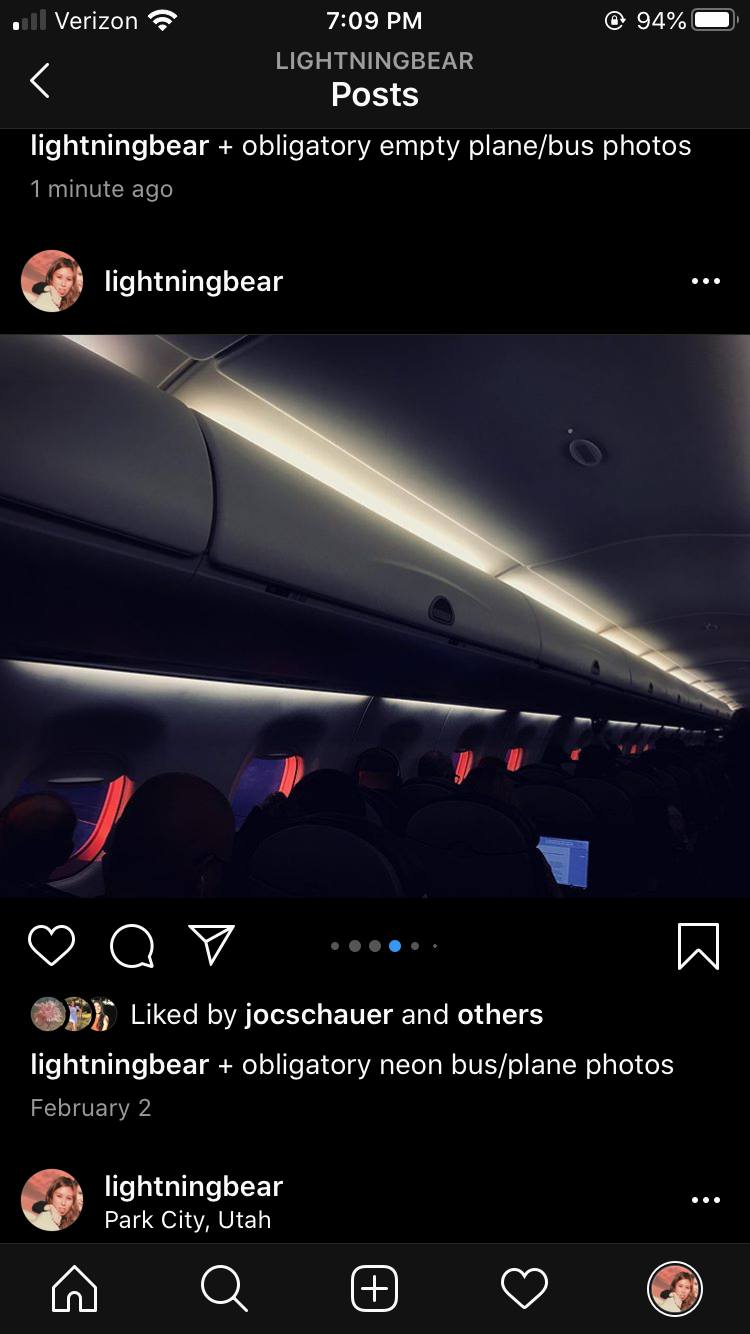 Verizon 7:09 PM 94%
LIGHTNINGBEAR
Posts
lightningbear + obligatory empty plane/bus photos
1 minute ago
lightningbear
Liked by jocschauer and others
lightningbear + obligatory neon bus/plane photos
February 2
lightningbear
Park City, Utah